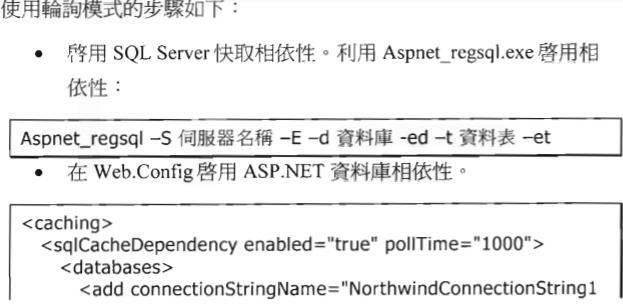 使用輪詢模式的步驟如下：
• 啓用 SQL Server 快取相依性。利用 Aspnet_regsql.exe 啓用相
依性：
Aspnet_regsql –S 伺服器名稱 –E –d 資料庫 -ed –t 資料表 –et
• 在 Web.Config 啓用 ASP.NET 資料庫相依性。
<caching>
<sqlCacheDependency enabled="true" pollTime="1000">
<databases>
<add connectionStringName="NorthwindConnectionString1